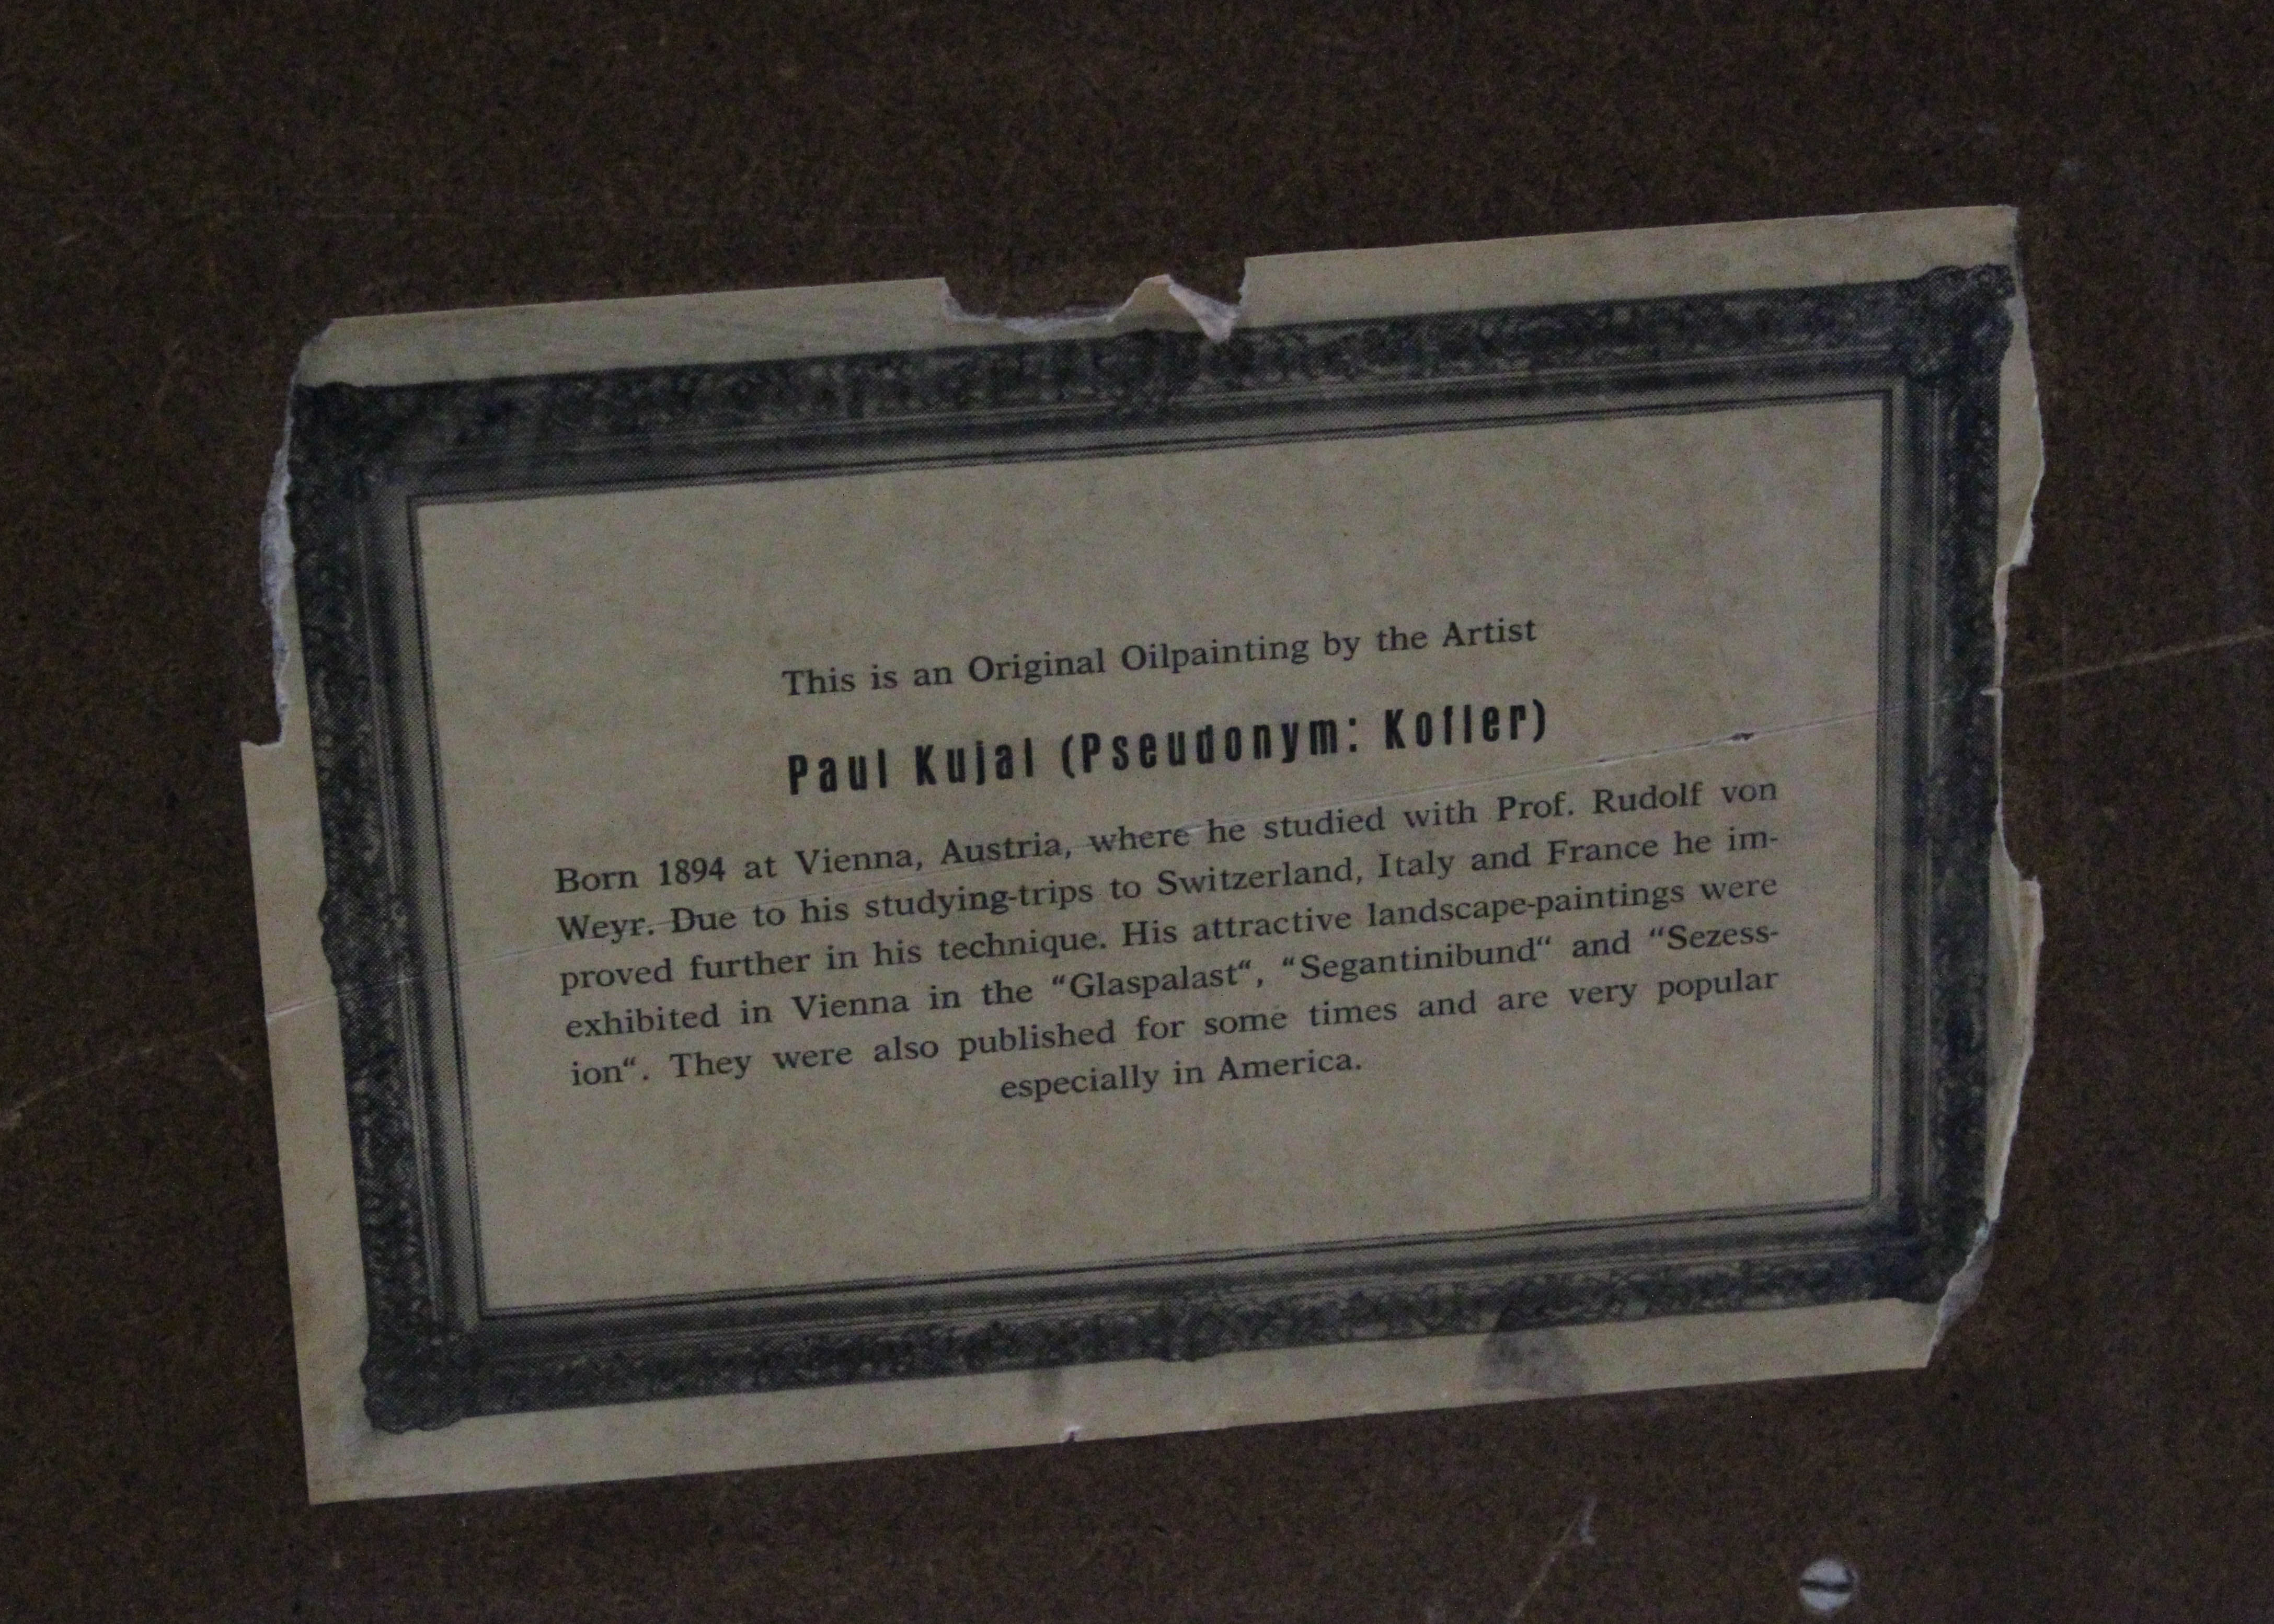 This is an Original Oilpainting by the Artist
Paul Kujal (Pseudonym: Kofler)
Born 1894 at Vienna, Austria, where he studied with Prof. Rudolf von
Weyr. Due to his studying-trips to Switzerland, Italy and France he im-
proved further in his technique. His attractive landscape-paintings were
exhibited in Vienna in the “Glaspalast“, “Segantinibund“ and “Sezess-
ion“. They were also published for some times and are very popular
especially in America.